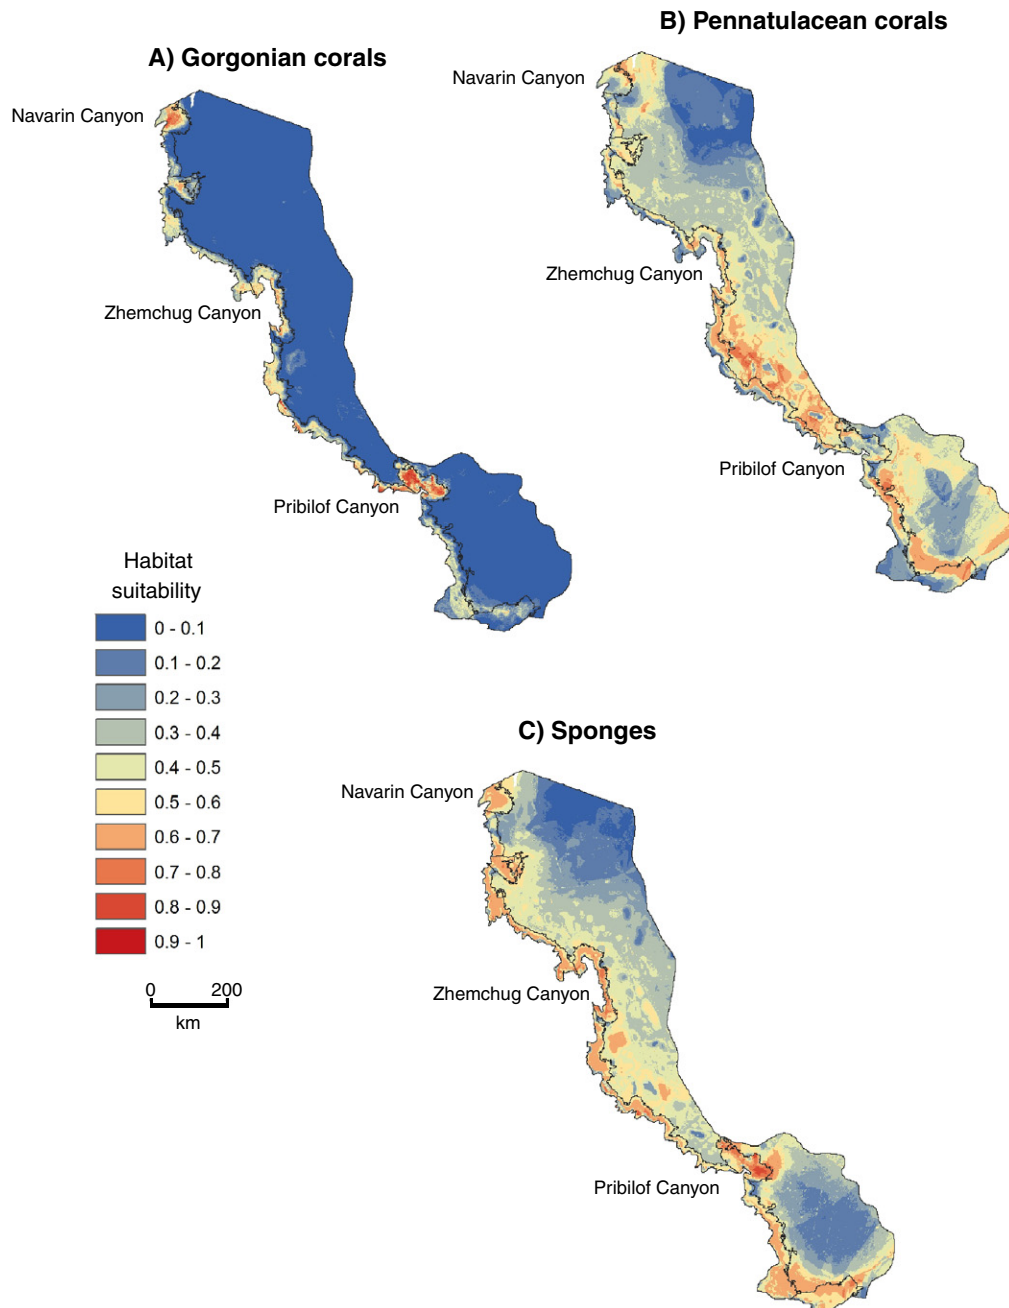 A) Gorgonian corals
Navarin Canyon
Zhemchug Canyon
Pribilof Canyon
B) Pennatulacean corals
Navarin Canyon
Zhemchug Canyon
Pribilof Canyon
Habitat
suitability
0 - 0.1
0.1 - 0.2
0.2 - 0.3
0.3 - 0.4
0.4 - 0.5
0.5 - 0.6
0.6 - 0.7
0.7 - 0.8
0.8 - 0.9
0.9 - 1
0 200
km
C) Sponges
Navarin Canyon
Zhemchug Canyon
Pribilof Canyon